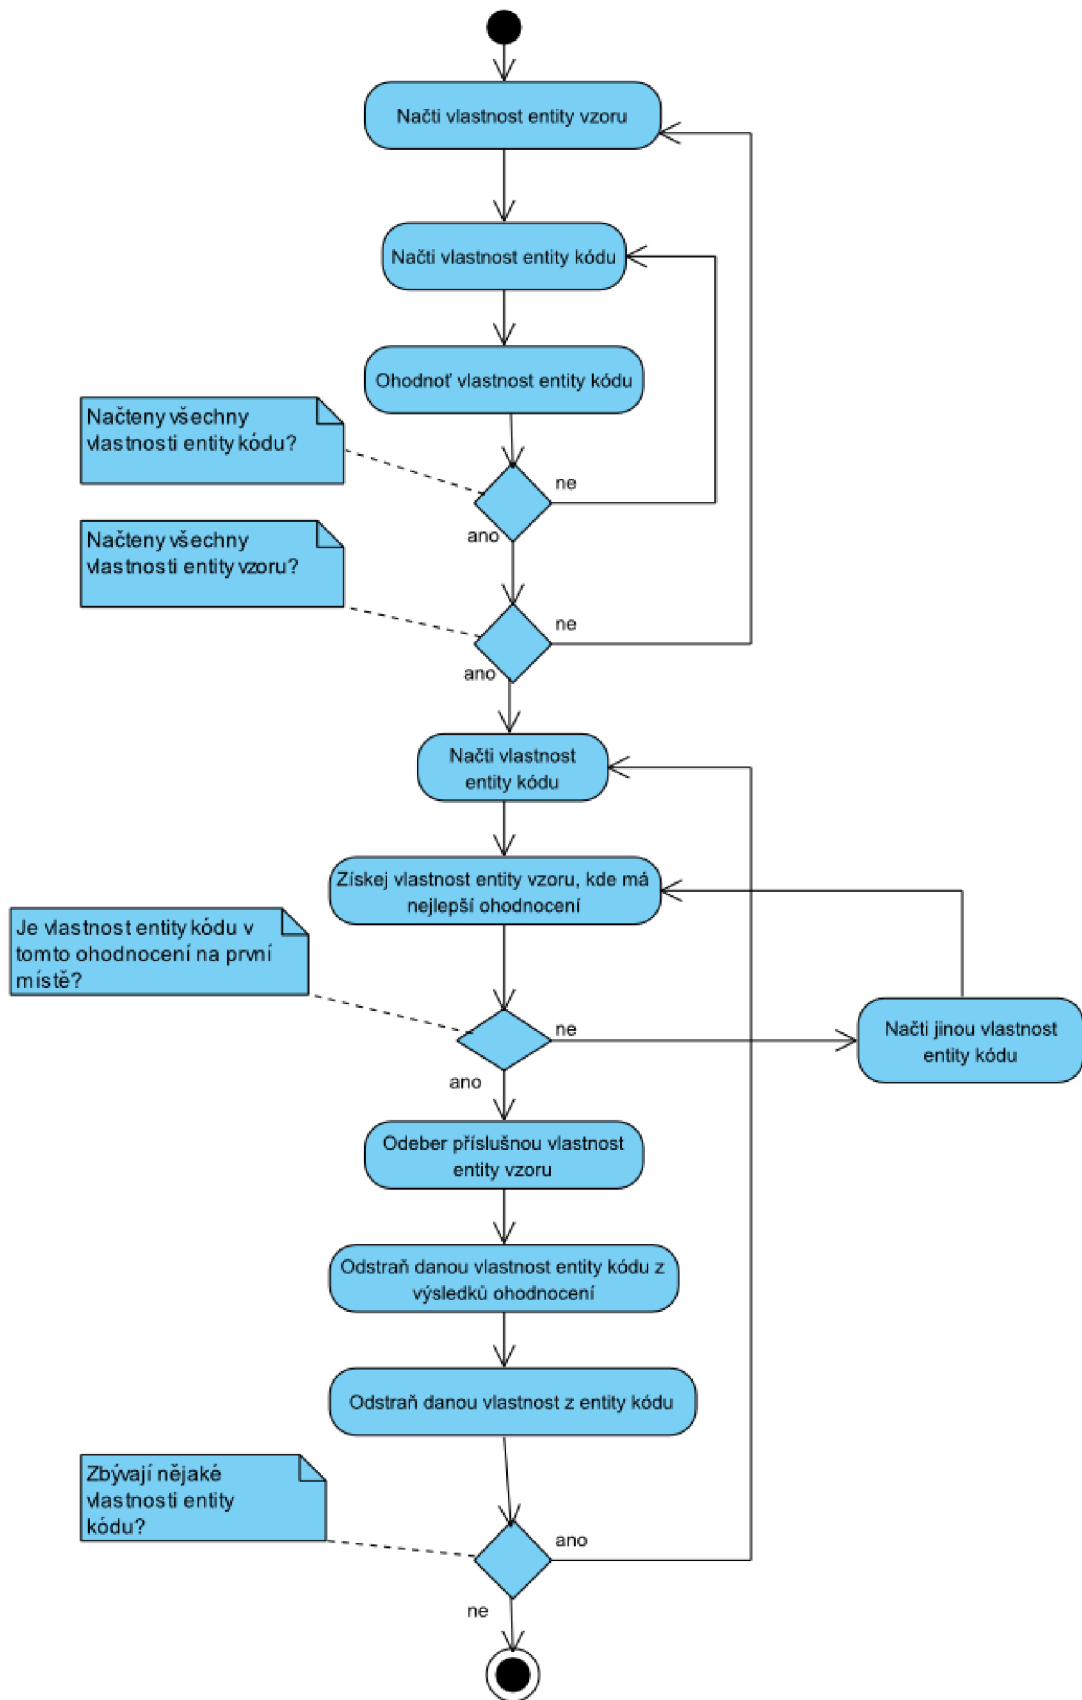 Načti vlastnost entity vzoru
Načti vlastnost entity kódu
Ohodnoť vlastnost entity kódu
Načteny všechny
vlastnosti entity kódu?
ne
ano
Načteny všechny
vlastnosti entity vzoru?
ne
ano
Načti vlastnost
entity kódu
Získej vlastnost entity vzoru, kde má
nejlepší ohodnocení
Je vlastnost entity kódu v
tomto ohodnocení na první
místě?
ne
Načti jinou vlastnost
entity kódu
ano
Odeber příslušnou vlastnost
entity vzoru
Odstraň danou vlastnost entity kódu z
výsledků ohodnocení
Odstraň danou vlastnost z entity kódu
Zbývají nějaké
vlastnosti entity
kódu?
ano
ne